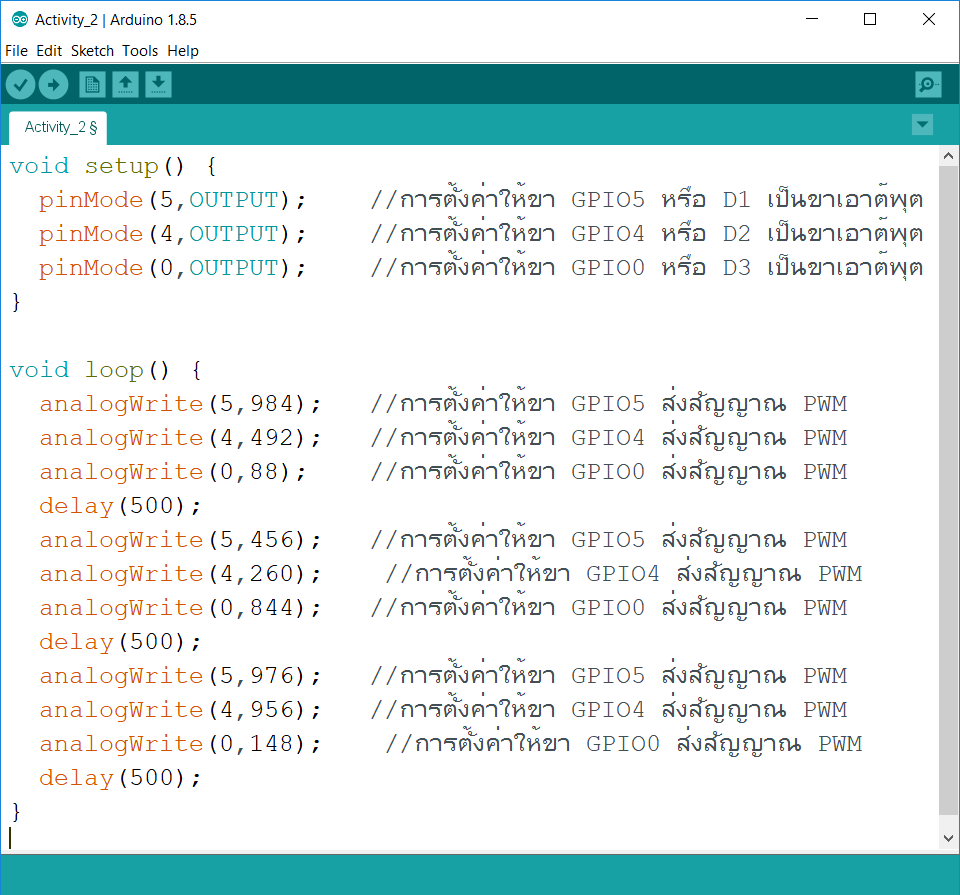 Activity_2 | Arduino 1.8.5
File Edit Sketch Tools Help
Activity_2 §
void setup() {
  pinMode(5,OUTPUT);    //การตั้งค่าให้ขา GPIO5 หรือ D1 เป็นขาเอาต์พุต
  pinMode(4,OUTPUT);    //การตั้งค่าให้ขา GPIO4 หรือ D2 เป็นขาเอาต์พุต
  pinMode(0,OUTPUT);    //การตั้งค่าให้ขา GPIO0 หรือ D3 เป็นขาเอาต์พุต
}
void loop() {
  analogWrite(5,984);   //การตั้งค่าให้ขา GPIO5 ส่งสัญญาณ PWM
  analogWrite(4,492);   //การตั้งค่าให้ขา GPIO4 ส่งสัญญาณ PWM
  analogWrite(0,88);    //การตั้งค่าให้ขา GPIO0 ส่งสัญญาณ PWM
  delay(500);
  analogWrite(5,456);   //การตั้งค่าให้ขา GPIO5 ส่งสัญญาณ PWM
  analogWrite(4,260);    //การตั้งค่าให้ขา GPIO4 ส่งสัญญาณ PWM
  analogWrite(0,844);   //การตั้งค่าให้ขา GPIO0 ส่งสัญญาณ PWM
  delay(500);
  analogWrite(5,976);   //การตั้งค่าให้ขา GPIO5 ส่งสัญญาณ PWM
  analogWrite(4,956);   //การตั้งค่าให้ขา GPIO4 ส่งสัญญาณ PWM
  analogWrite(0,148);    //การตั้งค่าให้ขา GPIO0 ส่งสัญญาณ PWM
  delay(500);
}